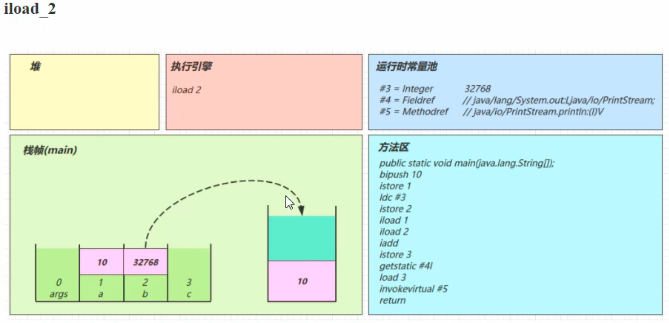 iload_2
堆
执行引擎
iload 2
运行时常量池
#3 = Integer 32768
#4 = Fieldref // java/lang/System.out:Ljava/io/PrintStream;
#5 = Methodref // java/io/PrintStream.println:(I)V
栈帧(main)
10 32768
0 1 2 3
args a b c
10
方法区
public static void main(java.lang.String[]);
bipush 10
istore 1
ldc #3
istore 2
iload 1
iload 2
iadd
istore 3
getstatic #4I
load 3
invokevirtual #5
return